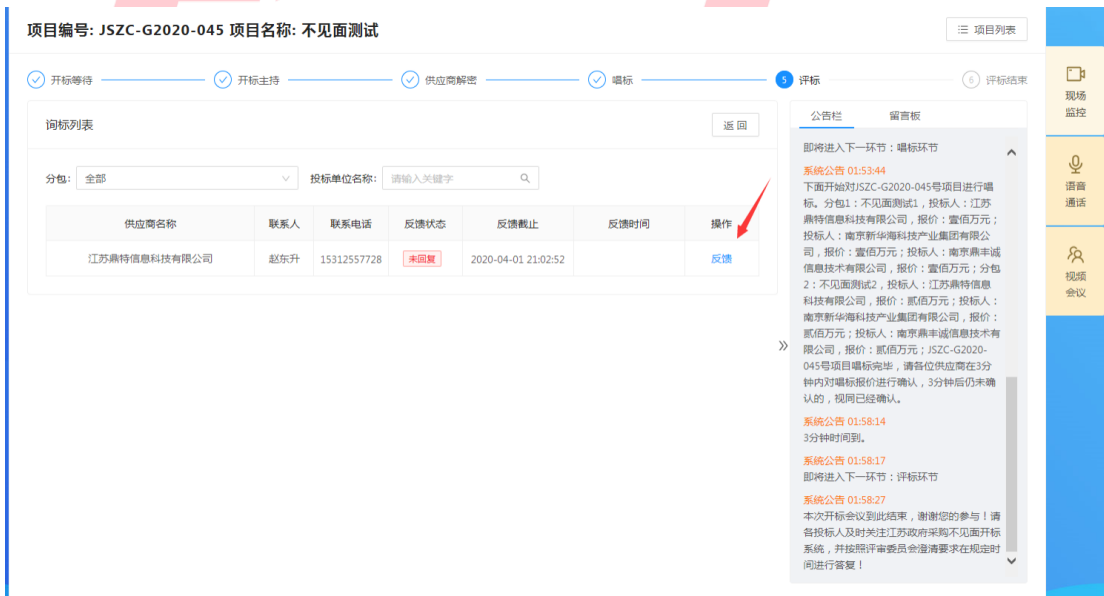 项目编号: JSZC-G2020-045 项目名称: 不见面测试
项目列表
开标等待
开标主持
供应商解密
唱标
5 评标
6 评标结束
询标列表
返回
分包: 全部
投标单位名称: 请输入关键字
供应商名称 联系人 联系电话 反馈状态 反馈截止 反馈时间 操作
江苏鼎特信息科技有限公司 赵东升 15312557728 未回复 2020-04-01 21:02:52 反馈
公告栏 留言板
即将进入下一环节：唱标环节
系统公告 01:53:44
下面开始对JSZC-G2020-045号项目进行唱
标。分包1：不见面测试1，投标人：江苏
鼎特信息科技有限公司，报价：壹佰万元；
投标人：南京新华海科技产业集团有限公
司，报价：壹佰万元；投标人：南京鼎丰诚
信息技术有限公司，报价：壹佰万元；分包
2：不见面测试2，投标人：江苏鼎特信息
科技有限公司，报价：贰佰万元；投标人：
南京新华海科技产业集团有限公司，报价：
贰佰万元；投标人：南京鼎丰诚信息技术有
限公司，报价：贰佰万元；JSZC-G2020-
045号项目唱标完毕，请各位供应商在3分
钟内对唱标报价进行确认，3分钟后仍未确
认的，视同已经确认。
系统公告 01:58:14
3分钟时间到。
系统公告 01:58:17
即将进入下一环节：评标环节
系统公告 01:58:27
本次开标会议到此结束，谢谢您的参与！请
各投标人及时关注江苏政府采购不见面开标
系统，并按照评审委员会澄清要求在规定时
间进行答复！
现场
监控
语音
通话
视频
会议